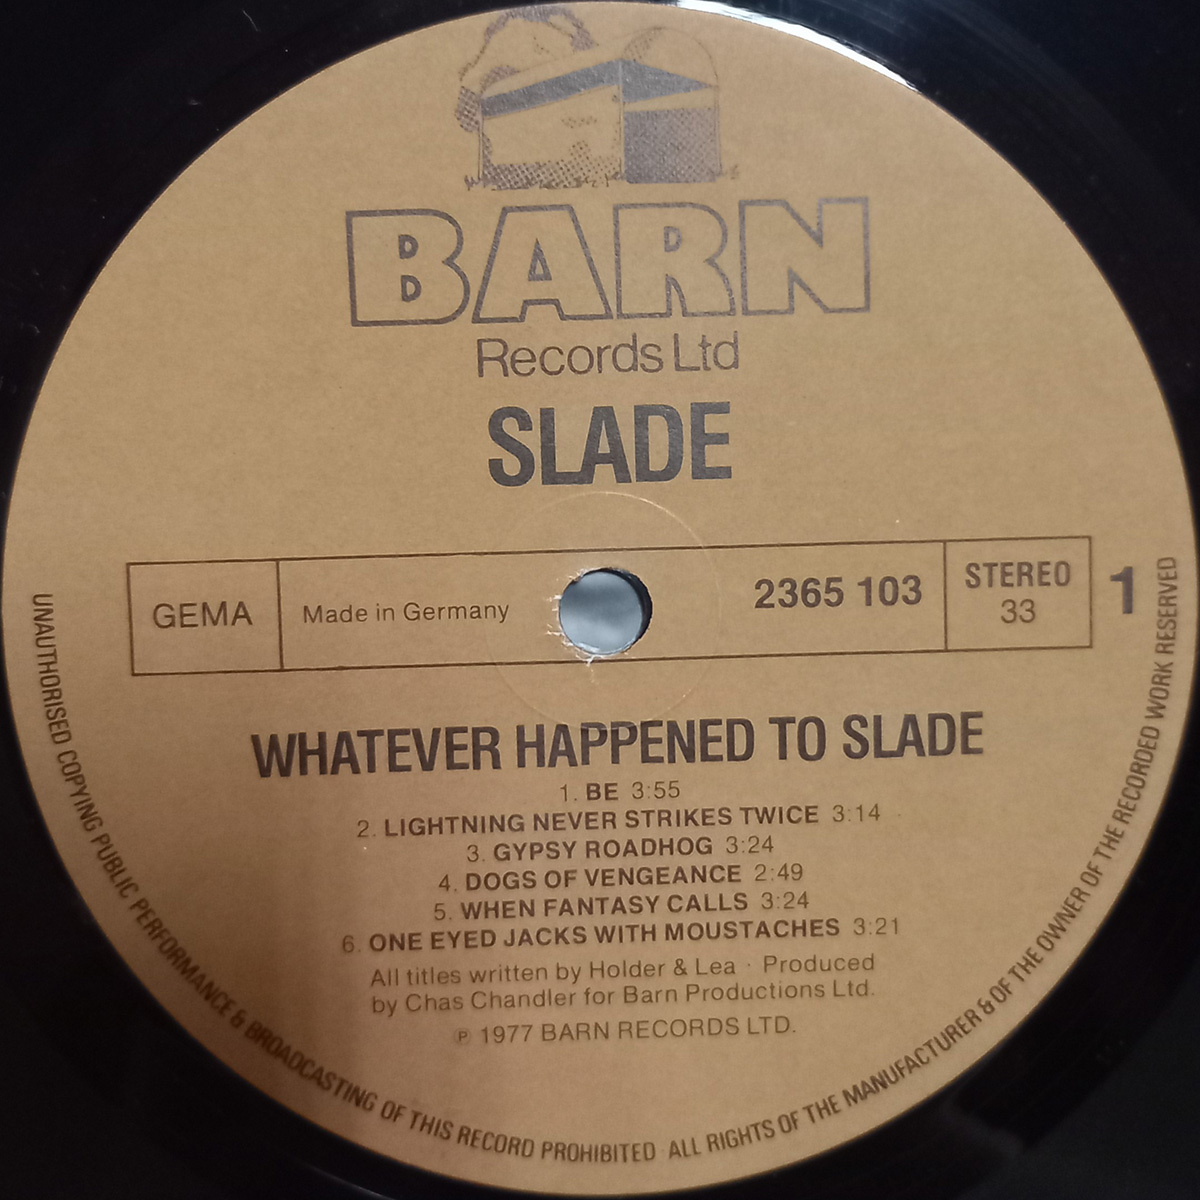 BARN
Records Ltd
SLADE
GEMA
Made in Germany
2365 103
STEREO
33
1
WHATEVER HAPPENED TO SLADE
1. BE 3:55
2. LIGHTNING NEVER STRIKES TWICE 3:14
3. GYPSY ROADHOG 3:24
4. DOGS OF VENGEANCE 2:49
5. WHEN FANTASY CALLS 3:24
6. ONE EYED JACKS WITH MOUSTACHES 3:21
All titles written by Holder & Lea · Produced
by Chas Chandler for Barn Productions Ltd.
℗ 1977 BARN RECORDS LTD.
UNAUTHORISED COPYING PUBLIC PERFORMANCE & BROADCASTING OF THIS RECORD PROHIBITED ALL RIGHTS OF THE MANUFACTURER & OF THE OWNER OF THE RECORDED WORK RESERVED